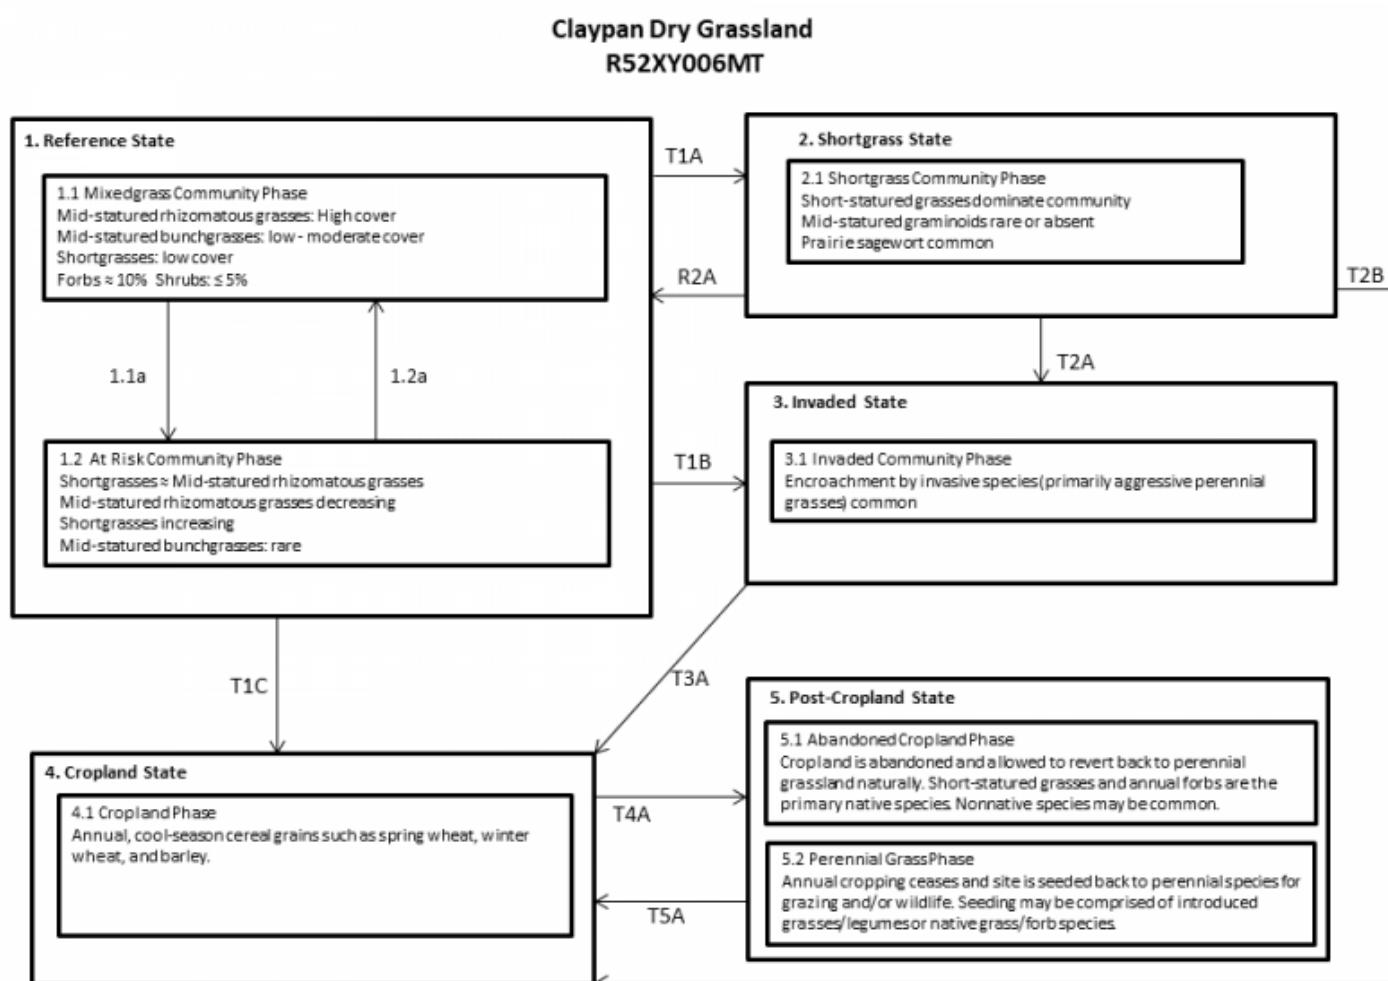 Claypan Dry Grassland
R52XY006MT
1. Reference State
1.1 Mixedgrass Community Phase
Mid-statured rhizomatous grasses: High cover
Mid-statured bunchgrasses: low - moderate cover
Shortgrasses: low cover
Forbs ≈ 10% Shrubs: ≤ 5%
1.1a
1.2a
1.2 At Risk Community Phase
Shortgrasses ≈ Mid-statured rhizomatous grasses
Mid-statured rhizomatous grasses decreasing
Shortgrasses increasing
Mid-statured bunchgrasses: rare
T1A
R2A
T1B
2. Shortgrass State
2.1 Shortgrass Community Phase
Short-statured grasses dominate community
Mid-statured graminoids rare or absent
Prairie sagewort common
T2B
T2A
3. Invaded State
3.1 Invaded Community Phase
Encroachment by invasive species (primarily aggressive perennial
grasses) common
T1C
T3A
4. Cropland State
4.1 Cropland Phase
Annual, cool-season cereal grains such as spring wheat, winter
wheat, and barley.
T4A
T5A
5. Post-Cropland State
5.1 Abandoned Cropland Phase
Cropland is abandoned and allowed to revert back to perennial
grassland naturally. Short-statured grasses and annual forbs are the
primary native species. Nonnative species may be common.
5.2 Perennial Grass Phase
Annual cropping ceases and site is seeded back to perennial species for
grazing and/or wildlife. Seeding may be comprised of introduced
grasses/legumes or native grass/forb species.